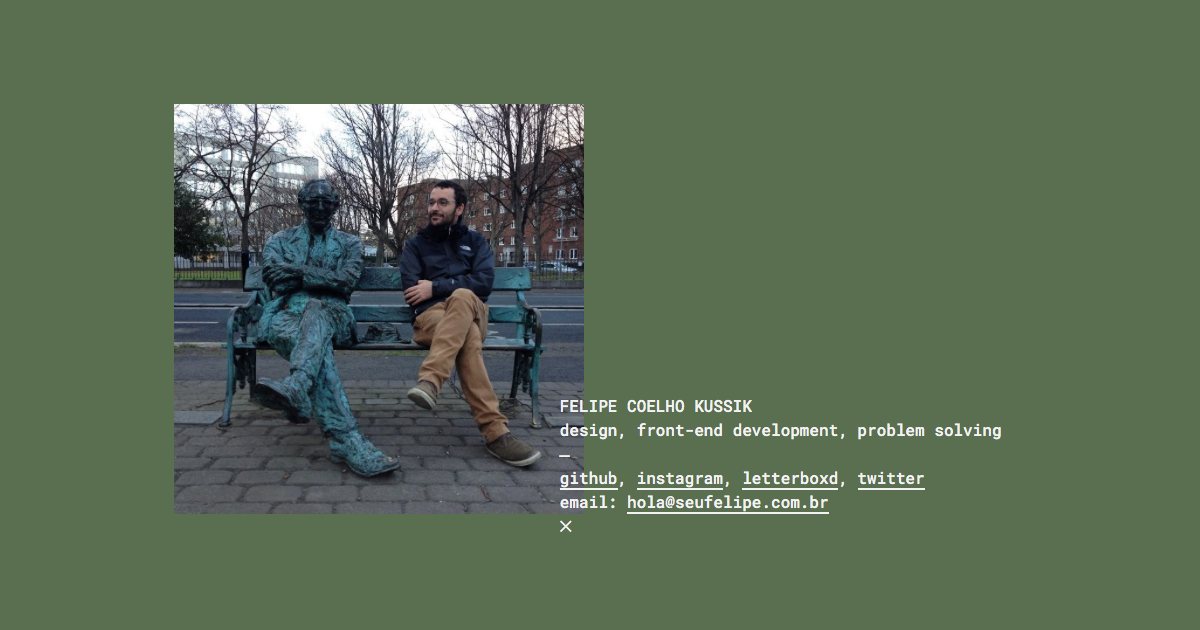 FELIPE COELHO KUSSIK
design, front-end development, problem solving
—
github, instagram, letterboxd, twitter
email: hola@seufelipe.com.br
×